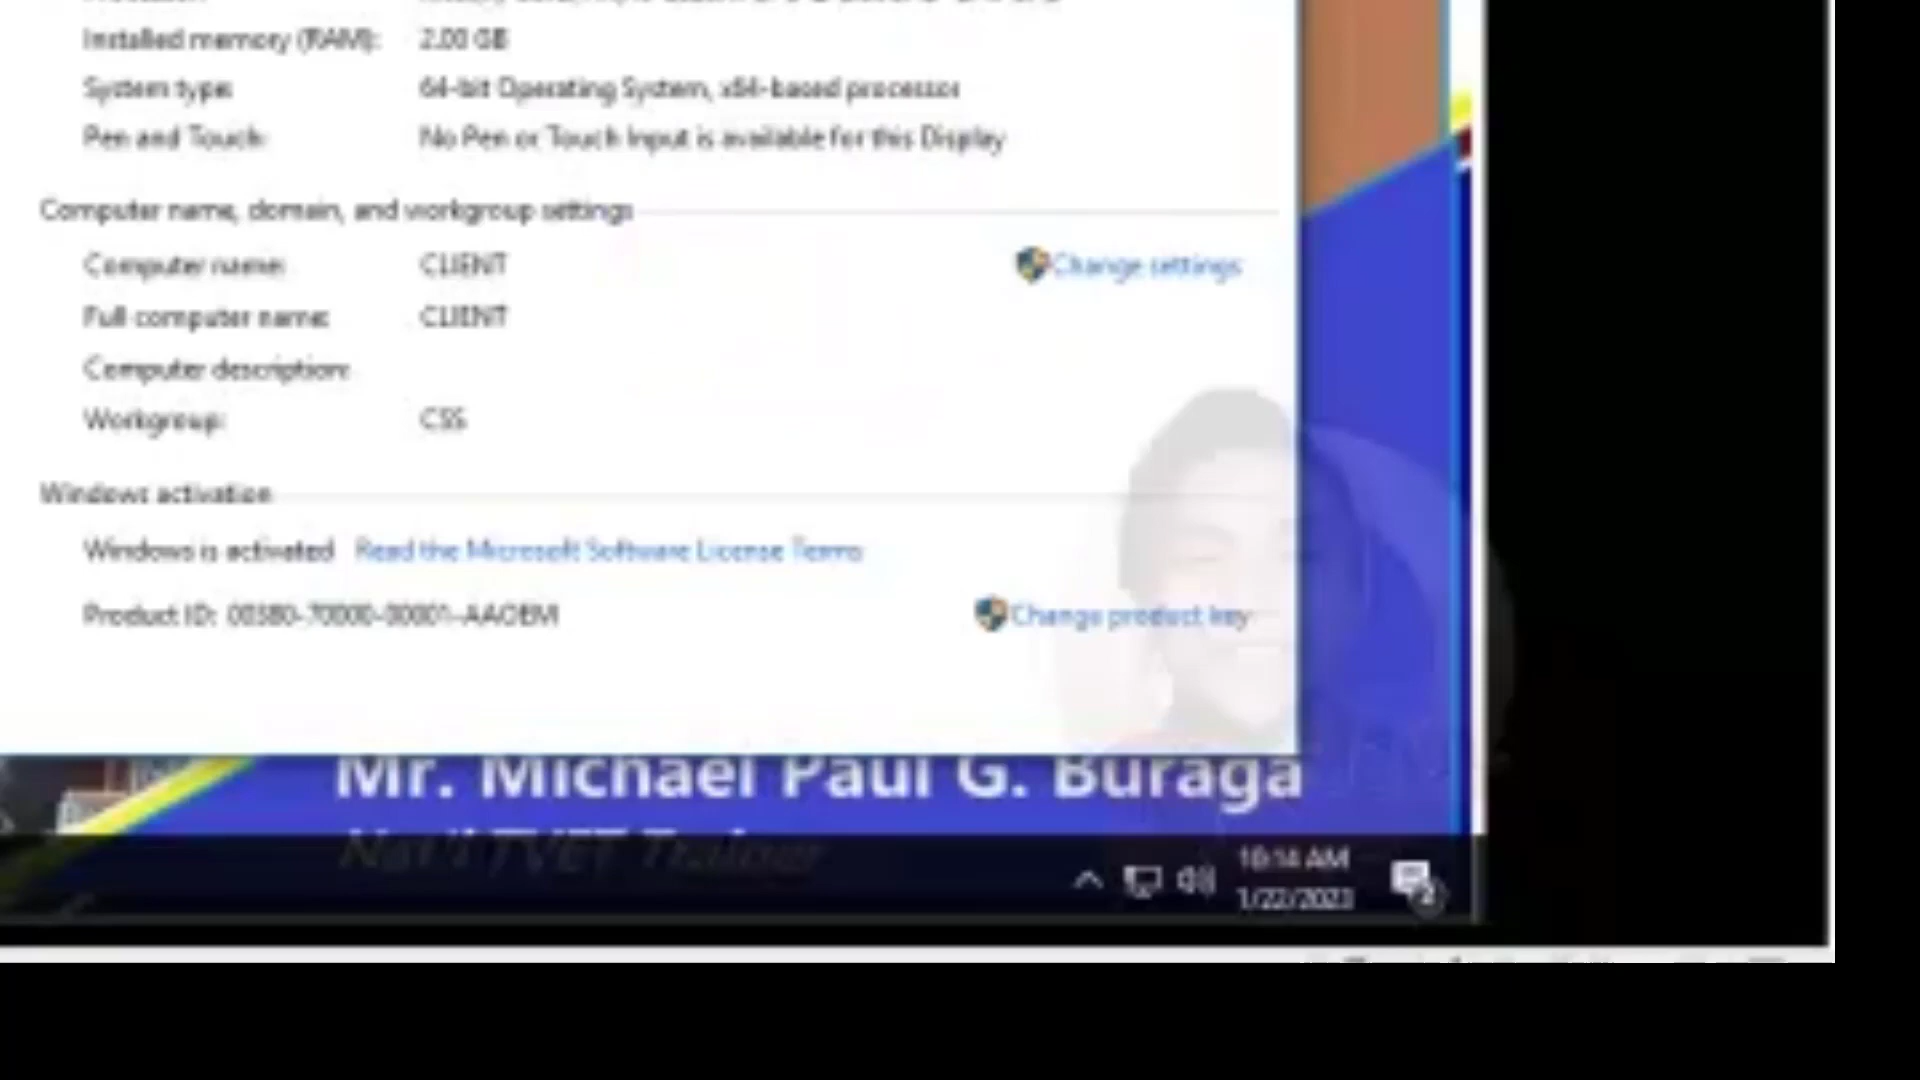 Installed memory (RAM): 2.00 GB
System type: 64-bit Operating System, x64-based processor
Pen and Touch: No Pen or Touch Input is available for this Display
Computer name, domain, and workgroup settings
Computer name: CLIENT Change settings
Full computer name: CLIENT
Computer description:
Workgroup: CSS
Windows activation
Windows is activated Read the Microsoft Software License Terms
Product ID: 00380-70000-00001-AAOEM Change product key
Mr. Michael Paul G. Buraga
Nat'l TVET Trainer
10:14 AM
1/22/2023